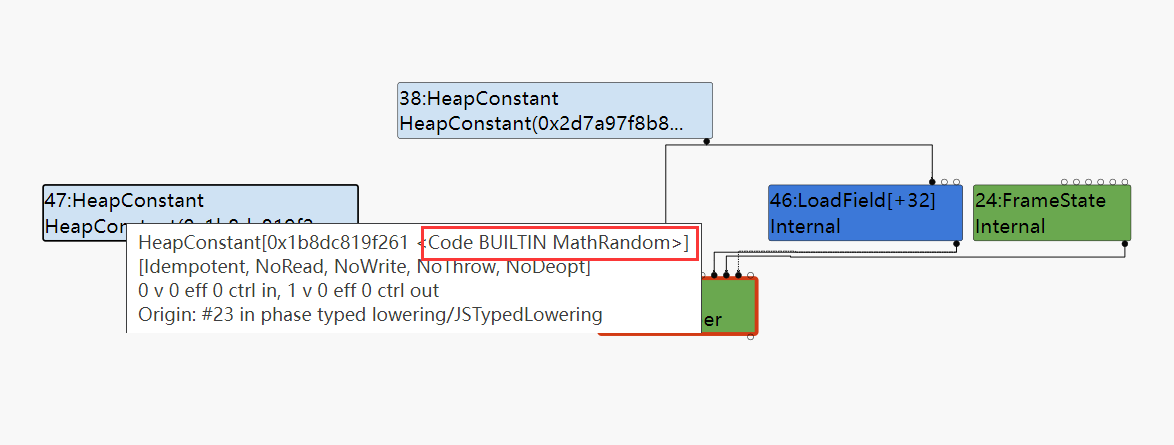 38:HeapConstant
HeapConstant(0x2d7a97f8b8...
47:HeapConstant
46:LoadField[+32]
Internal
24:FrameState
Internal
HeapConstant[0x1b8dc819f261 <Code BUILTIN MathRandom>]
[Idempotent, NoRead, NoWrite, NoThrow, NoDeopt]
0 v 0 eff 0 ctrl in, 1 v 0 eff 0 ctrl out
Origin: #23 in phase typed lowering/JSTypedLowering
er